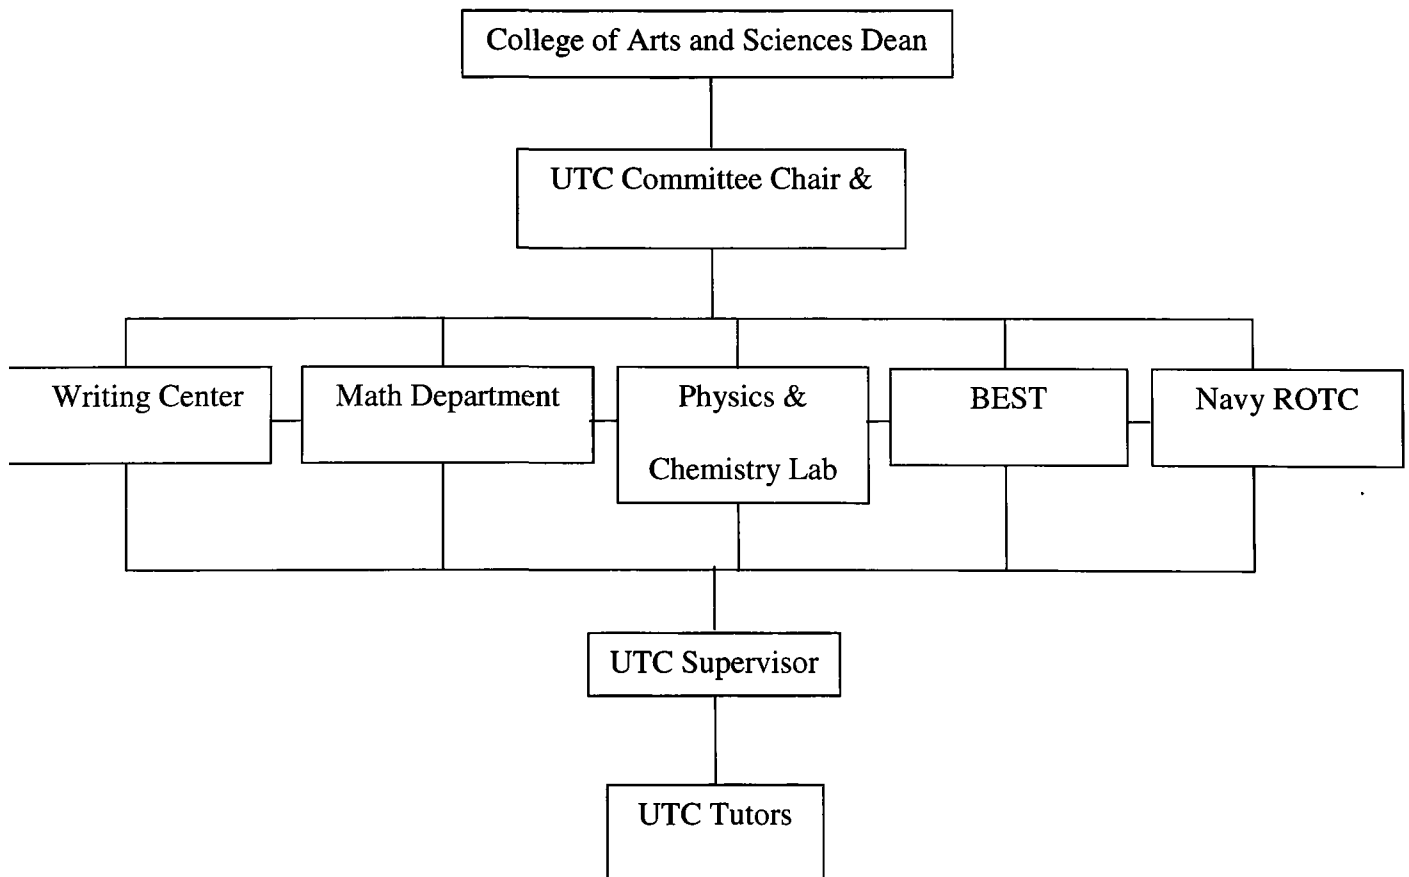 College of Arts and Sciences Dean
UTC Committee Chair &
Writing Center
Math Department
Physics &
Chemistry Lab
BEST
Navy ROTC
UTC Supervisor
UTC Tutors